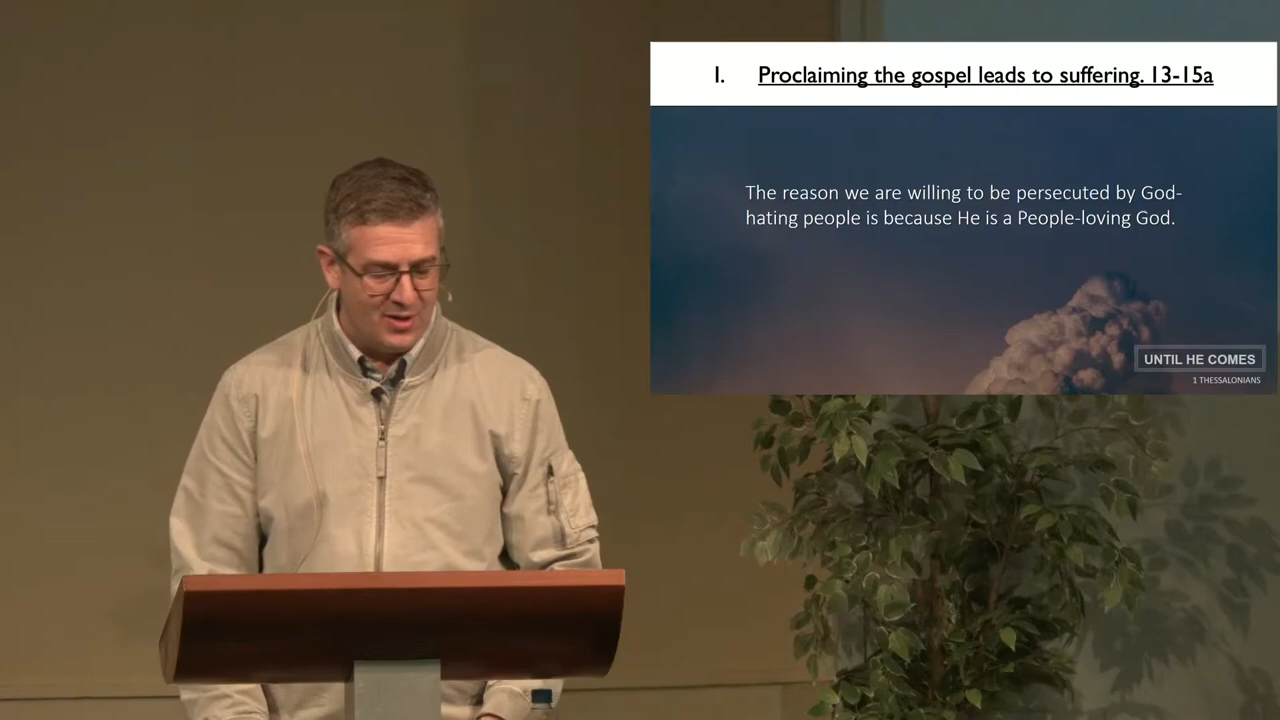 I. Proclaiming the gospel leads to suffering. 13-15a
The reason we are willing to be persecuted by God-
hating people is because He is a People-loving God.
UNTIL HE COMES
1 THESSALONIANS